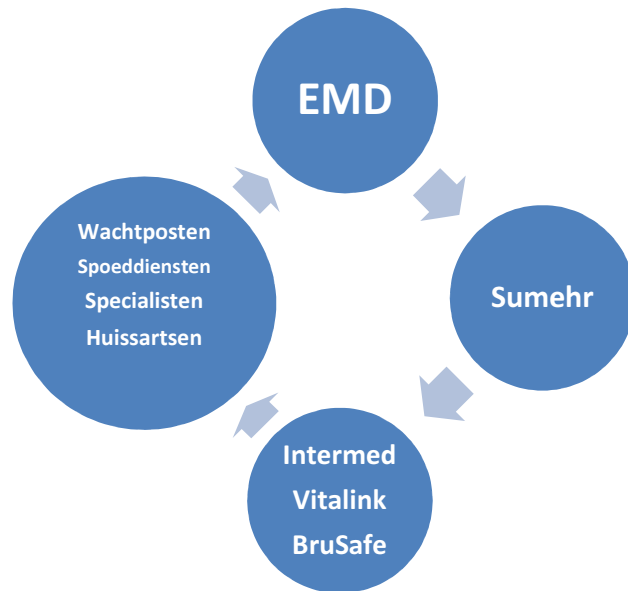 EMD
Sumehr
Intermed
Vitalink
BruSafe
Wachtposten
Spoeddiensten
Specialisten
Huissartsen